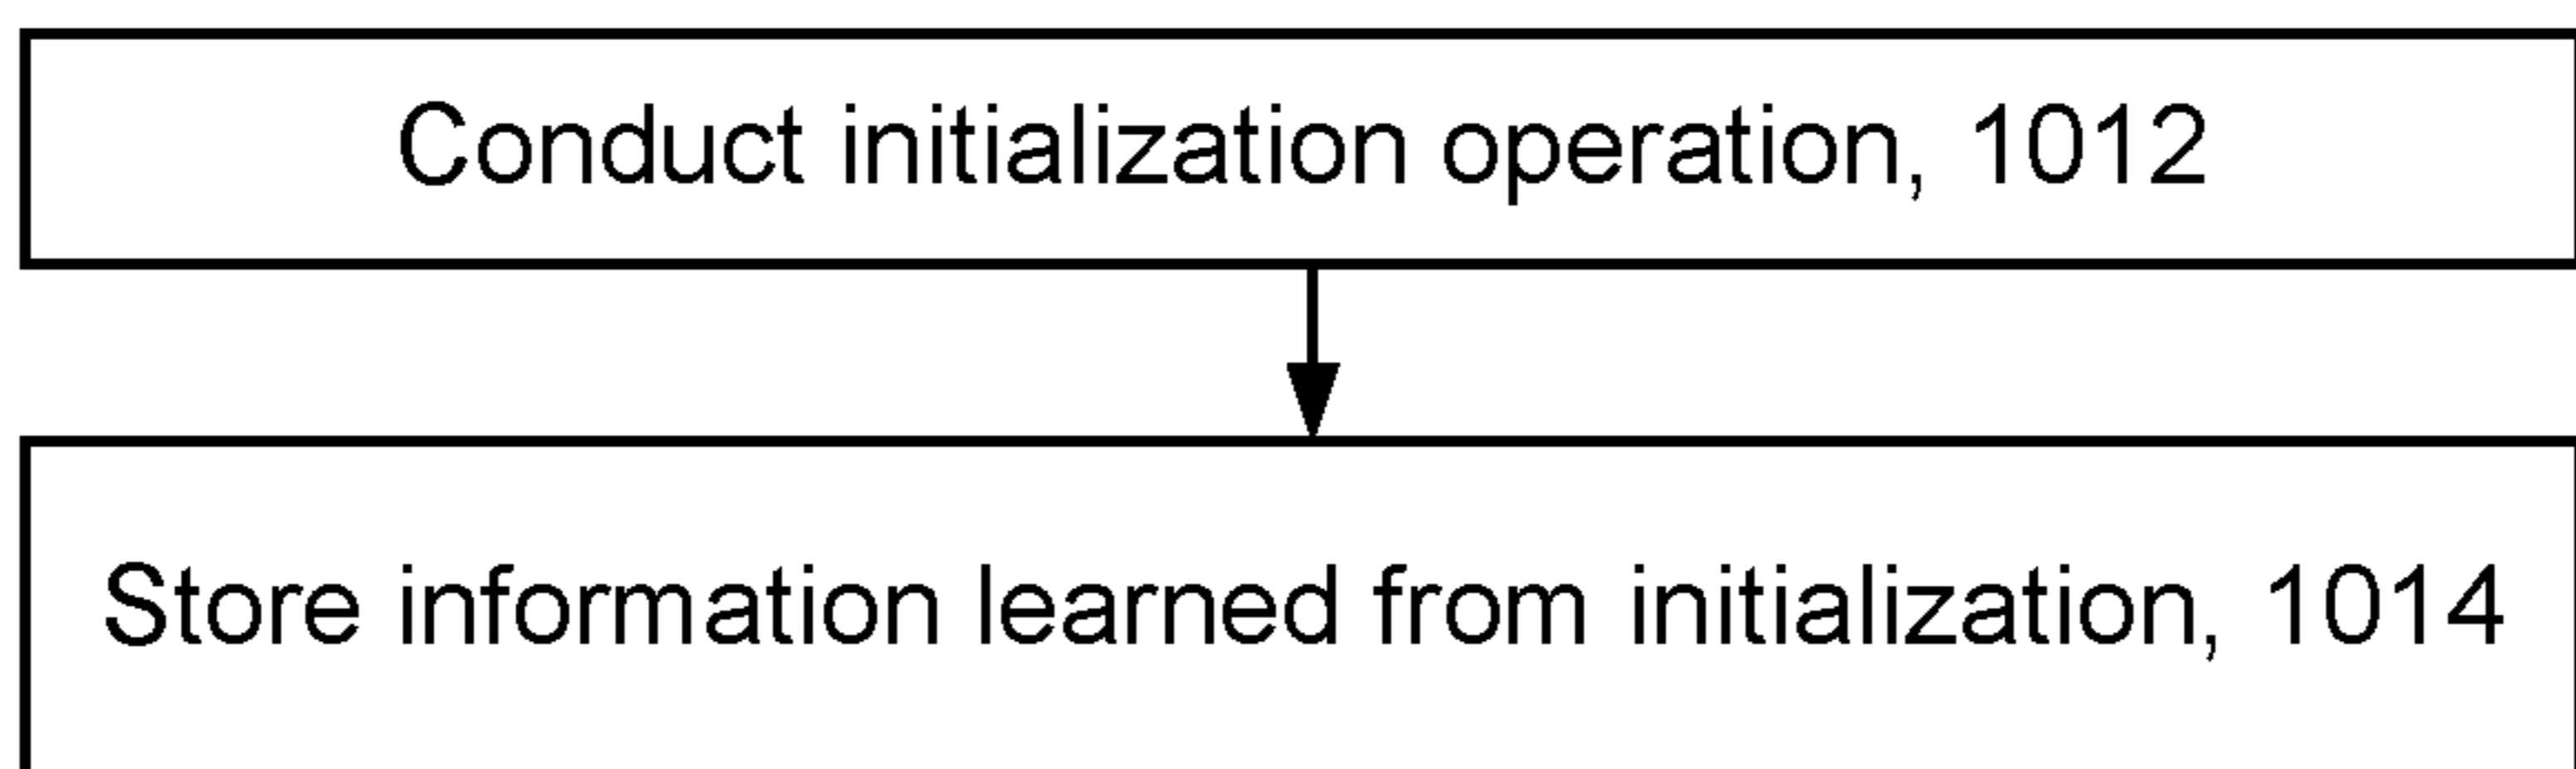 Conduct initialization operation, 1012
Store information learned from initialization, 1014